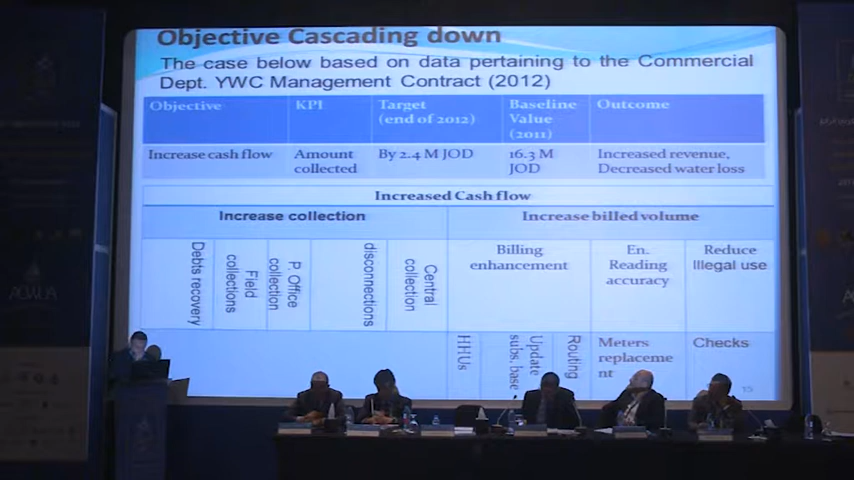 Objective Cascading down
The case below based on data pertaining to the Commercial
Dept. YWC Management Contract (2012)
Objective KPI Target (end of 2012) Baseline Value (2011) Outcome
Increase cash flow Amount collected By 2.4 M JOD 16.3 M JOD Increased revenue, Decreased water loss
Increased Cash flow
Increase collection Increase billed volume
Debts recovery
Field collections
P. Office collection
disconnections
Central collection
Billing enhancement
En. Reading accuracy
Reduce Illegal use
HHUs
Update subs. base
Routing
Meters replacement
Checks
15
ACWUA